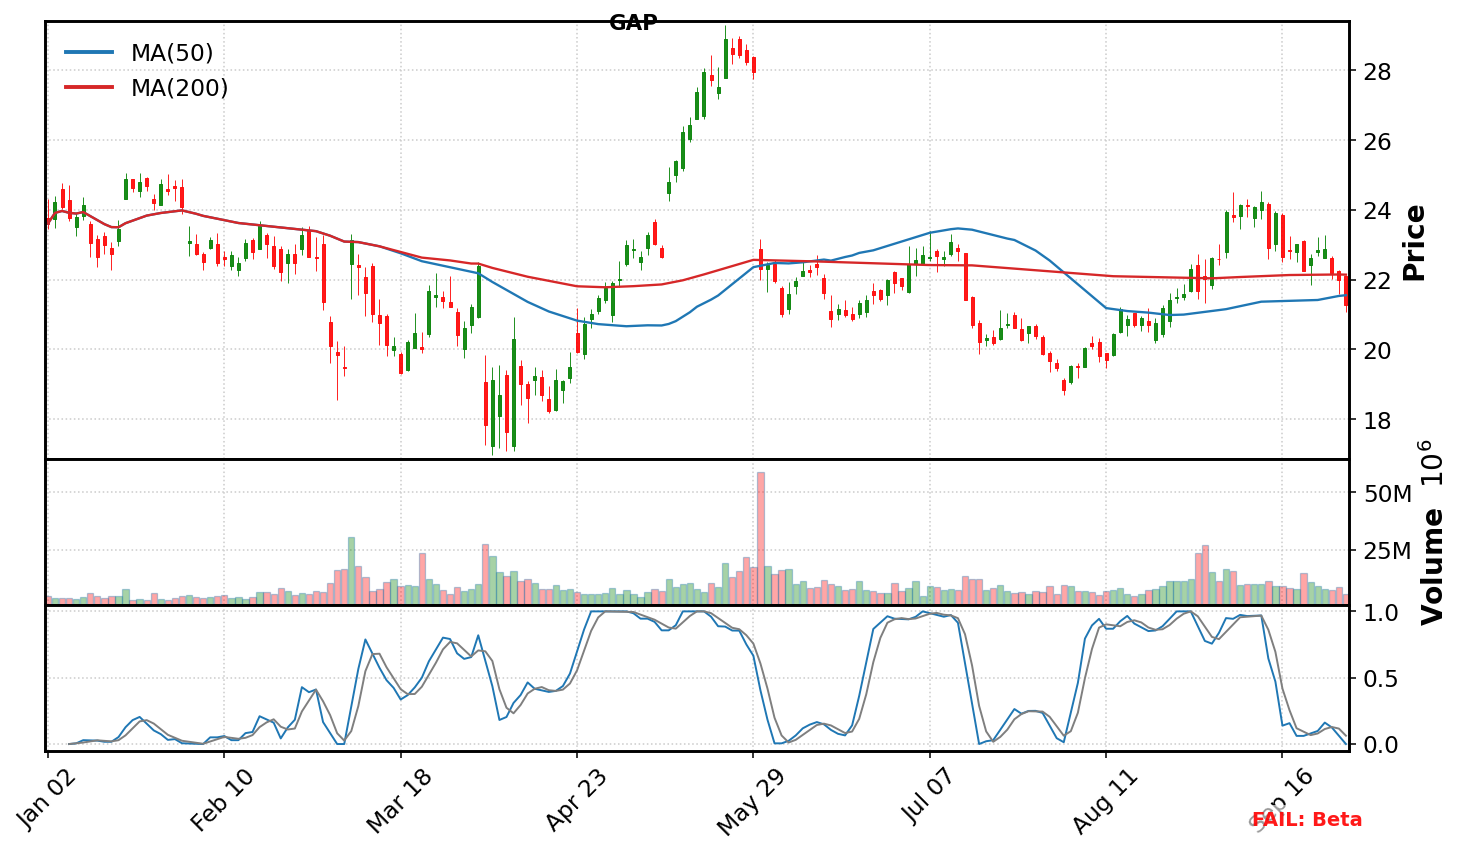 GAP
MA(50)
MA(200)
28
26
24
22
20
18
Price
50M
25M
Volume 10^6
1.0
0.5
0.0
Jan 02
Feb 10
Mar 18
Apr 23
May 29
Jul 07
Aug 11
Sep 16
FAIL: Beta